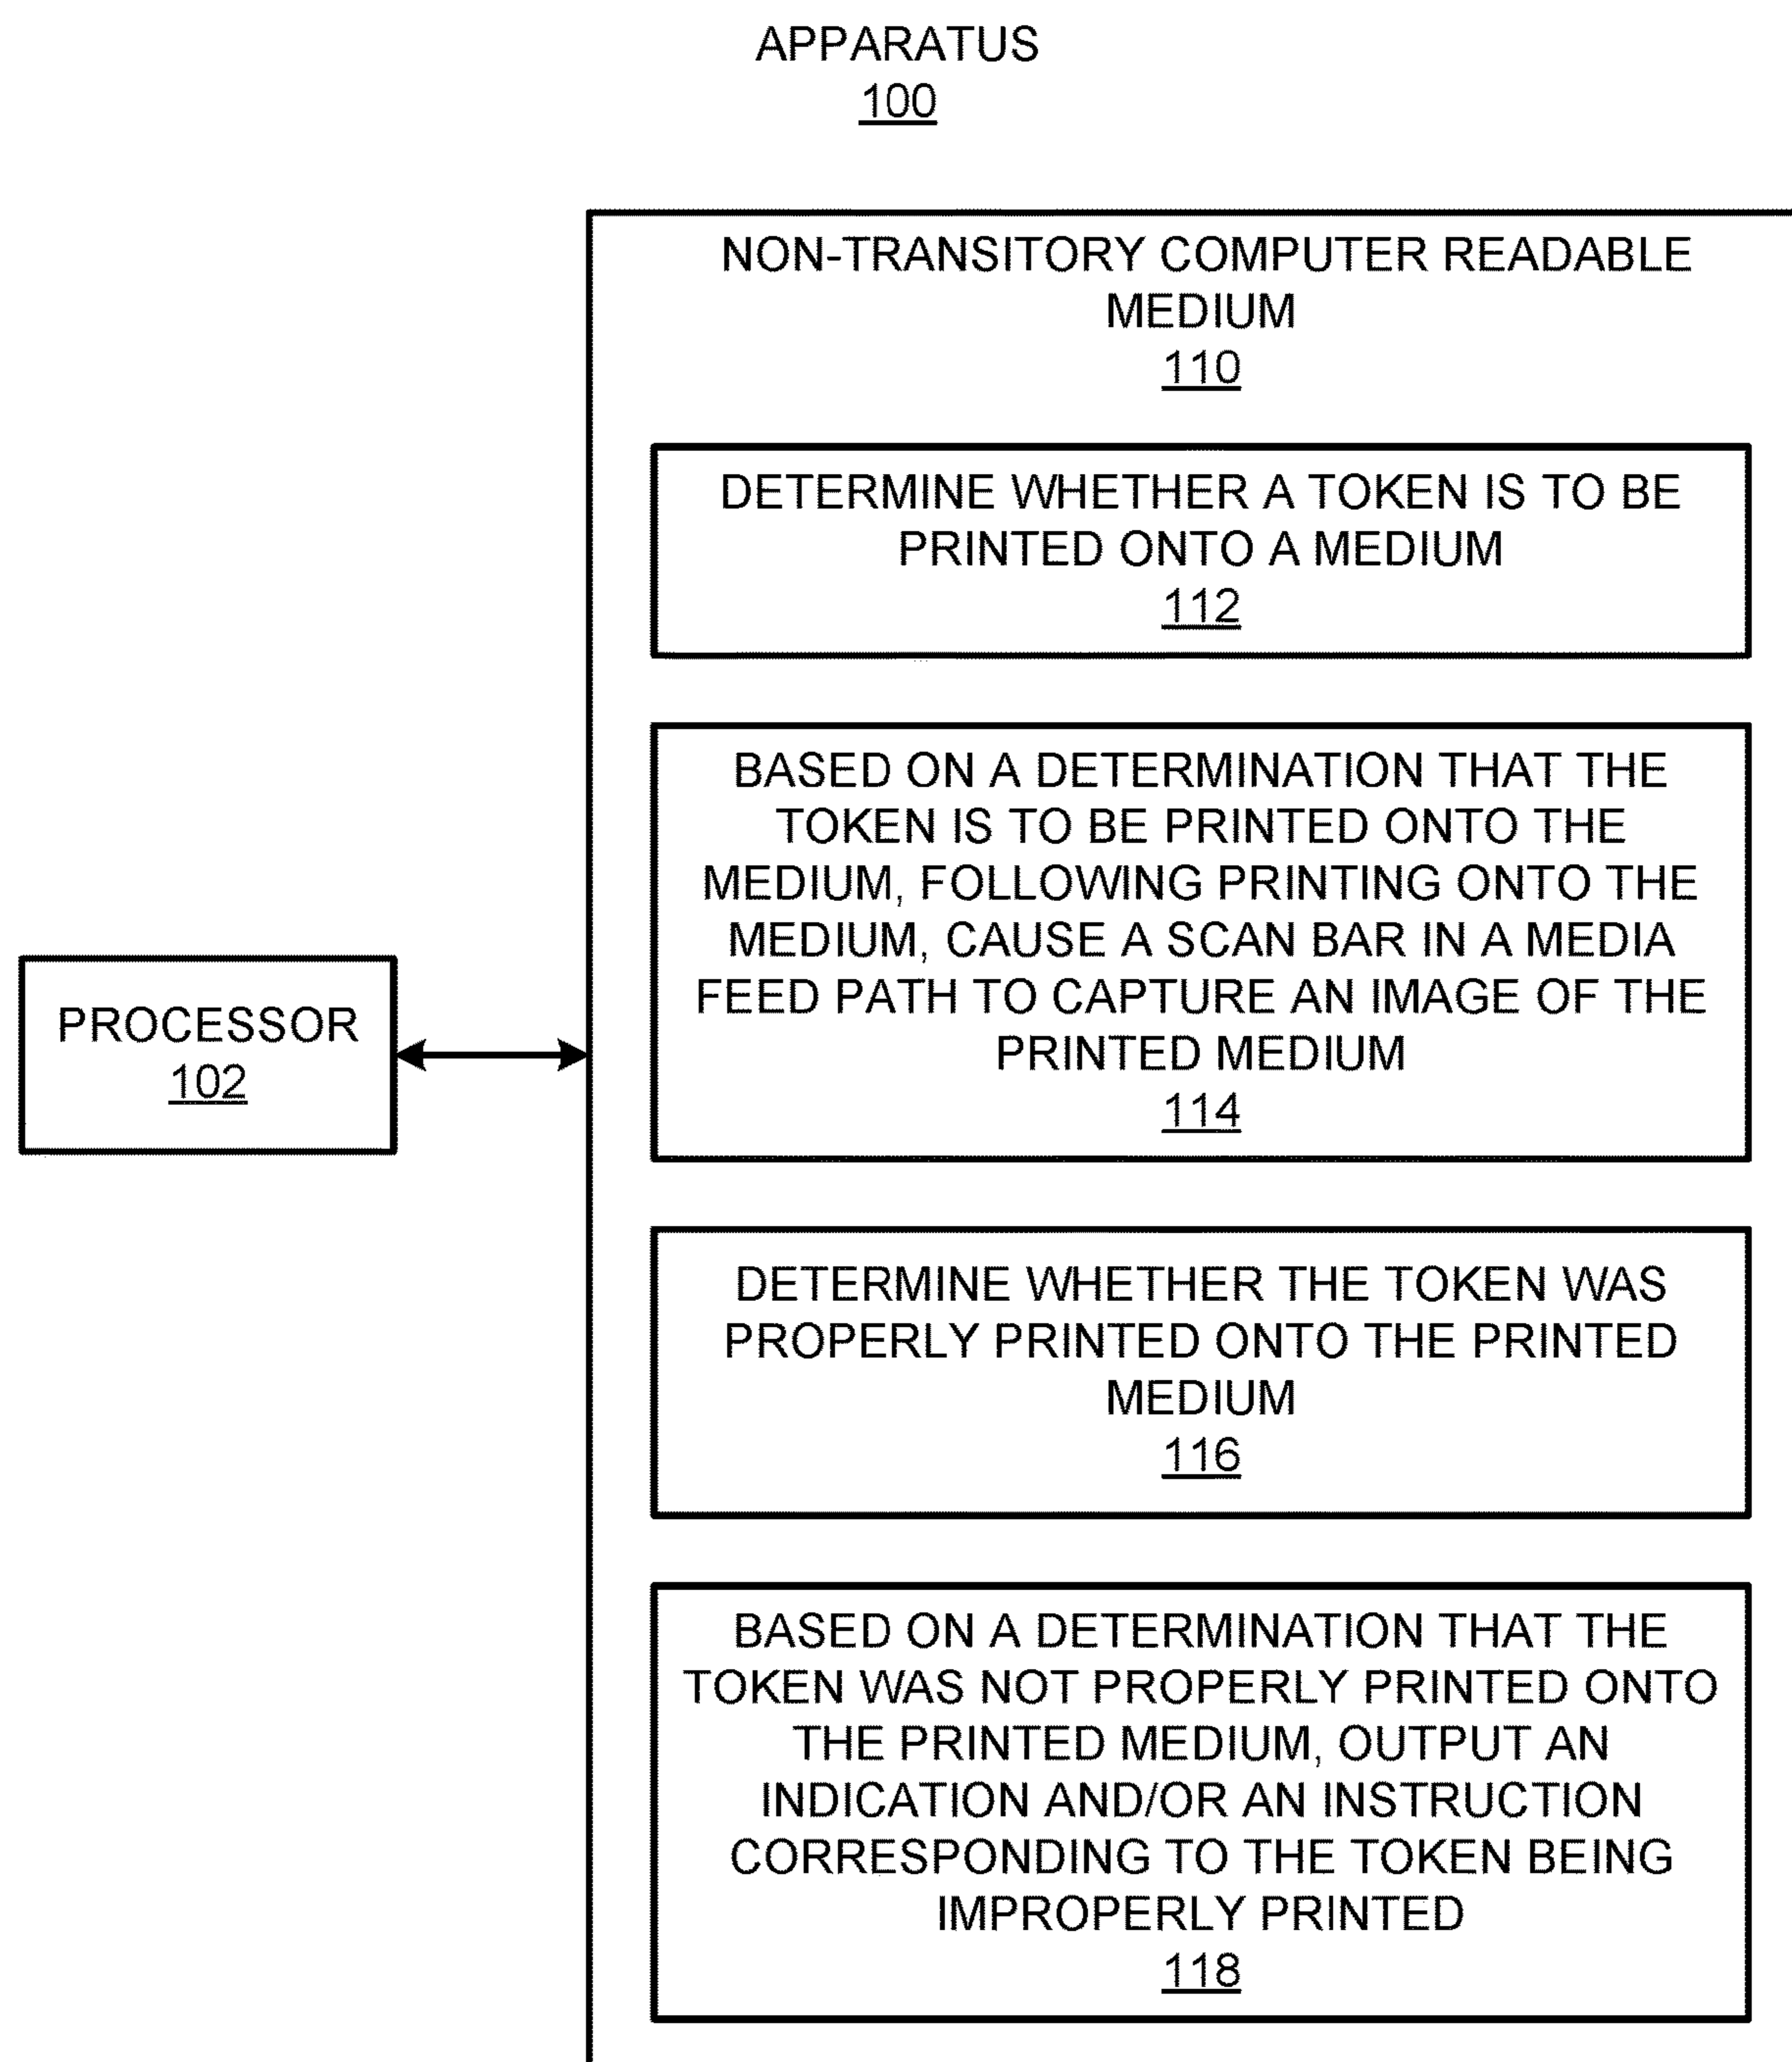 APPARATUS
100
NON-TRANSITORY COMPUTER READABLE
MEDIUM
110
DETERMINE WHETHER A TOKEN IS TO BE
PRINTED ONTO A MEDIUM
112
BASED ON A DETERMINATION THAT THE
TOKEN IS TO BE PRINTED ONTO THE
MEDIUM, FOLLOWING PRINTING ONTO THE
MEDIUM, CAUSE A SCAN BAR IN A MEDIA
FEED PATH TO CAPTURE AN IMAGE OF THE
PRINTED MEDIUM
114
PROCESSOR
102
DETERMINE WHETHER THE TOKEN WAS
PROPERLY PRINTED ONTO THE PRINTED
MEDIUM
116
BASED ON A DETERMINATION THAT THE
TOKEN WAS NOT PROPERLY PRINTED ONTO
THE PRINTED MEDIUM, OUTPUT AN
INDICATION AND/OR AN INSTRUCTION
CORRESPONDING TO THE TOKEN BEING
IMPROPERLY PRINTED
118